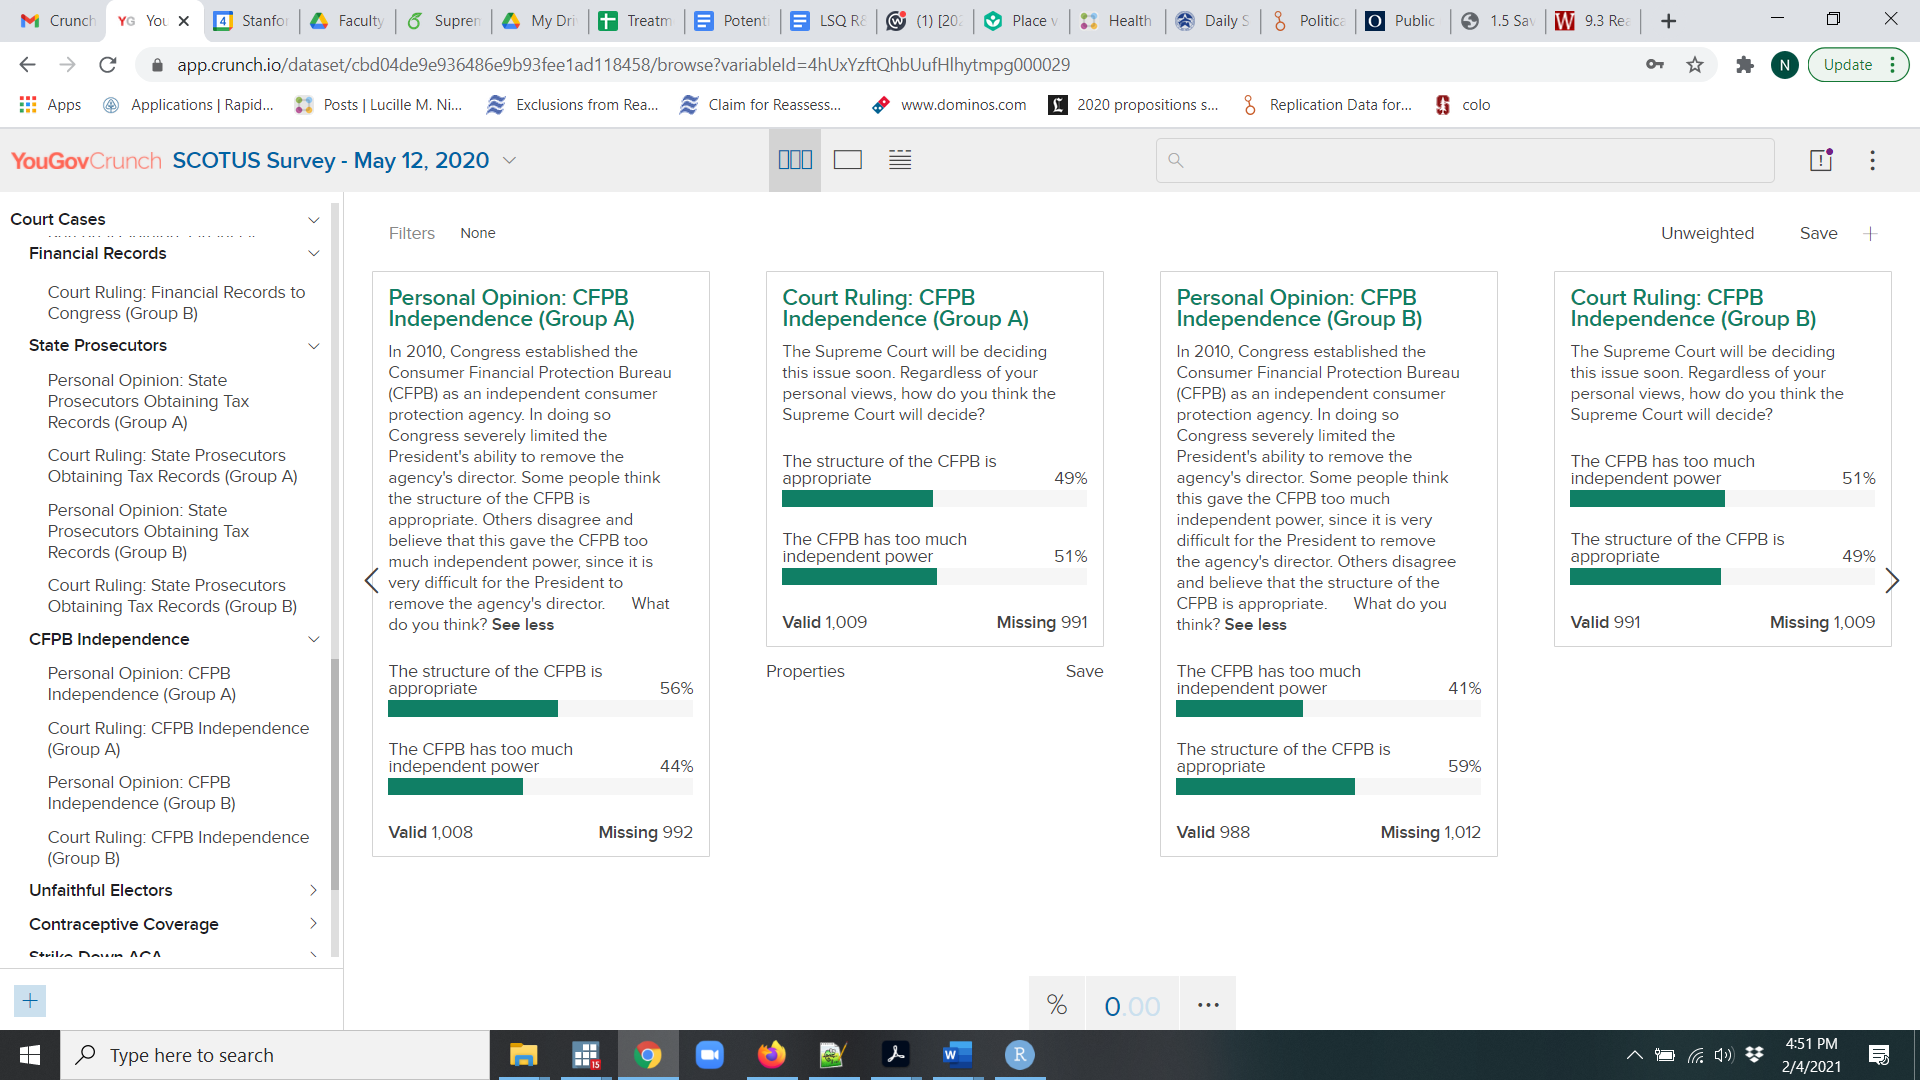 Crunch
YG You
4 Stanfo
Faculty
Suprem
My Dri
Treatm
Potenti
LSQ R&
(1) [202
Place v
Health
Daily S
Politica
O Public
1.5 Sav
W 9.3 Rea
app.crunch.io/dataset/cbd04de9e936486e9b93fee1ad118458/browse?variableId=4hUxYzftQhbUufHlhytmpg000029
N
Update
Apps
Applications | Rapid...
Posts | Lucille M. Ni...
Exclusions from Rea...
Claim for Reassess...
www.dominos.com
2020 propositions s...
Replication Data for...
colo
YouGovCrunch SCOTUS Survey - May 12, 2020
Court Cases
Financial Records
Court Ruling: Financial Records to
Congress (Group B)
State Prosecutors
Personal Opinion: State
Prosecutors Obtaining Tax
Records (Group A)
Court Ruling: State Prosecutors
Obtaining Tax Records (Group A)
Personal Opinion: State
Prosecutors Obtaining Tax
Records (Group B)
Court Ruling: State Prosecutors
Obtaining Tax Records (Group B)
CFPB Independence
Personal Opinion: CFPB
Independence (Group A)
Court Ruling: CFPB Independence
(Group A)
Personal Opinion: CFPB
Independence (Group B)
Court Ruling: CFPB Independence
(Group B)
Unfaithful Electors
Contraceptive Coverage
Strike Down ACA
Filters None
Unweighted Save
Personal Opinion: CFPB
Independence (Group A)
In 2010, Congress established the
Consumer Financial Protection Bureau
(CFPB) as an independent consumer
protection agency. In doing so
Congress severely limited the
President's ability to remove the
agency's director. Some people think
the structure of the CFPB is
appropriate. Others disagree and
believe that this gave the CFPB too
much independent power, since it is
very difficult for the President to
remove the agency's director. What
do you think? See less
The structure of the CFPB is
appropriate 56%
The CFPB has too much
independent power 44%
Valid 1,008 Missing 992
Court Ruling: CFPB
Independence (Group A)
The Supreme Court will be deciding
this issue soon. Regardless of your
personal views, how do you think the
Supreme Court will decide?
The structure of the CFPB is
appropriate 49%
The CFPB has too much
independent power 51%
Valid 1,009 Missing 991
Properties Save
Personal Opinion: CFPB
Independence (Group B)
In 2010, Congress established the
Consumer Financial Protection Bureau
(CFPB) as an independent consumer
protection agency. In doing so
Congress severely limited the
President's ability to remove the
agency's director. Some people think
this gave the CFPB too much
independent power, since it is very
difficult for the President to remove
the agency's director. Others disagree
and believe that the structure of the
CFPB is appropriate. What do you
think? See less
The CFPB has too much
independent power 41%
The structure of the CFPB is
appropriate 59%
Valid 988 Missing 1,012
Court Ruling: CFPB
Independence (Group B)
The Supreme Court will be deciding
this issue soon. Regardless of your
personal views, how do you think the
Supreme Court will decide?
The CFPB has too much
independent power 51%
The structure of the CFPB is
appropriate 49%
Valid 991 Missing 1,009
% 0.00 ...
Type here to search
15
4:51 PM
2/4/2021